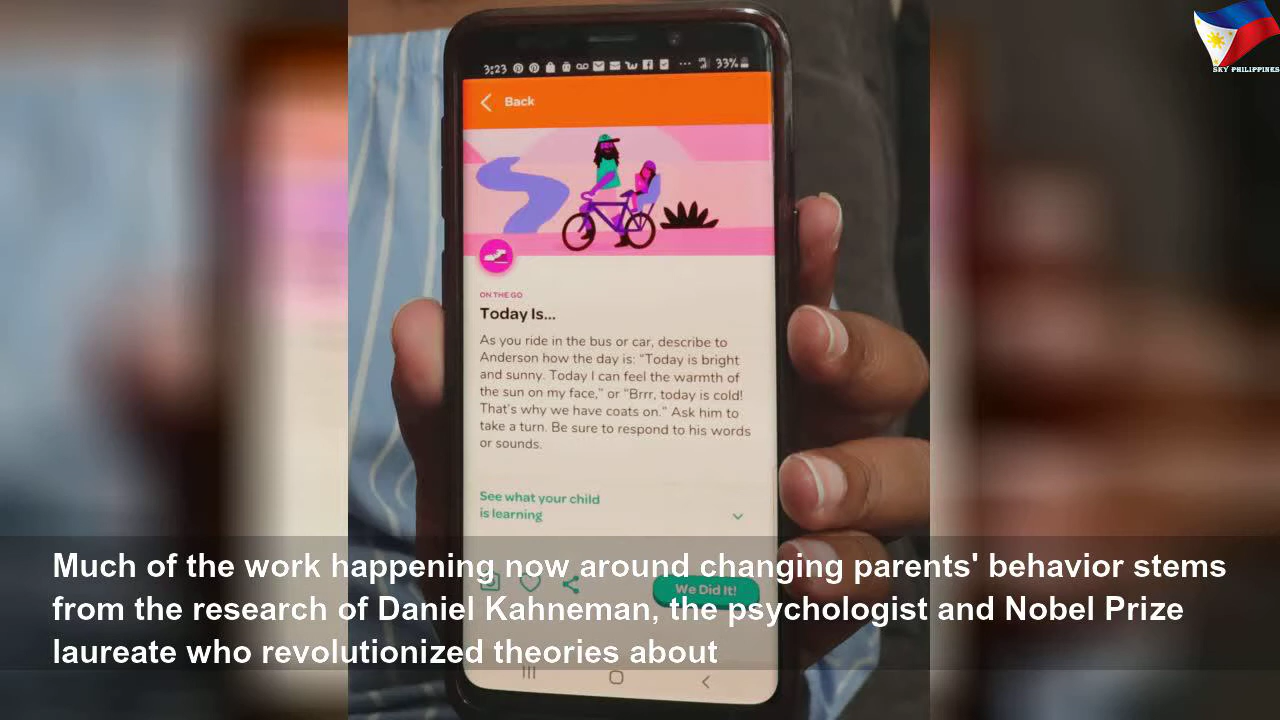 SKY PHILIPPINES
3:23
33%
Back
ON THE GO
Today Is...
As you ride in the bus or car, describe to
Anderson how the day is: “Today is bright
and sunny. Today I can feel the warmth of
the sun on my face,” or “Brrr, today is cold!
That’s why we have coats on.” Ask him to
take a turn. Be sure to respond to his words
or sounds.
See what your child
is learning
We Did It!
Much of the work happening now around changing parents' behavior stems
from the research of Daniel Kahneman, the psychologist and Nobel Prize
laureate who revolutionized theories about